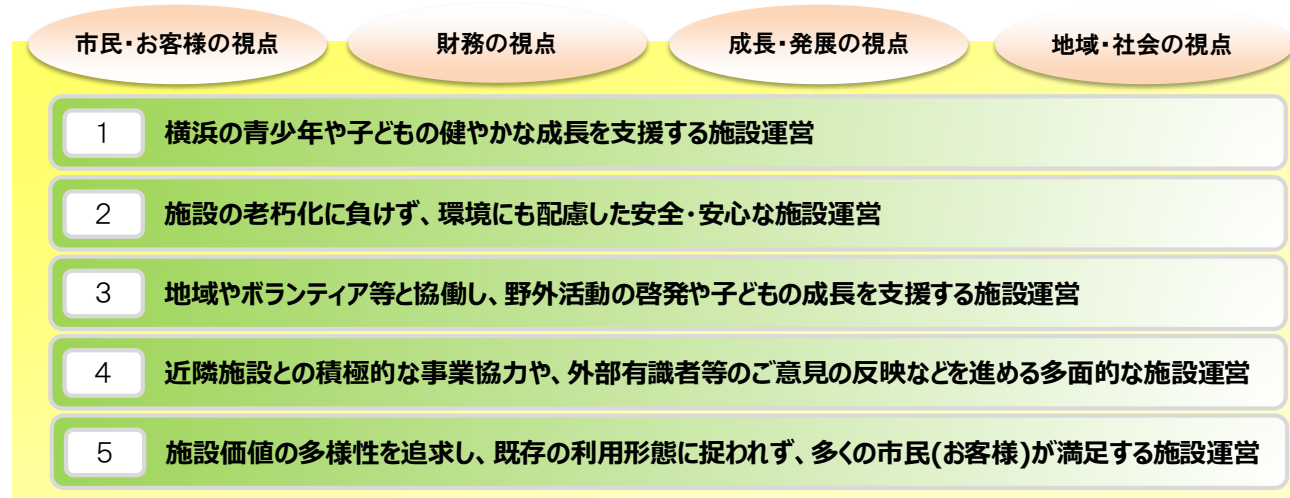 市民・お客様の視点
財務の視点
成長・発展の視点
地域・社会の視点
1 横浜の青少年や子どもの健やかな成長を支援する施設運営
2 施設の老朽化に負けず、環境にも配慮した安全・安心な施設運営
3 地域やボランティア等と協働し、野外活動の啓発や子どもの成長を支援する施設運営
4 近隣施設との積極的な事業協力や、外部有識者等のご意見の反映などを進める多面的な施設運営
5 施設価値の多様性を追求し、既存の利用形態に捉われず、多くの市民(お客様)が満足する施設運営